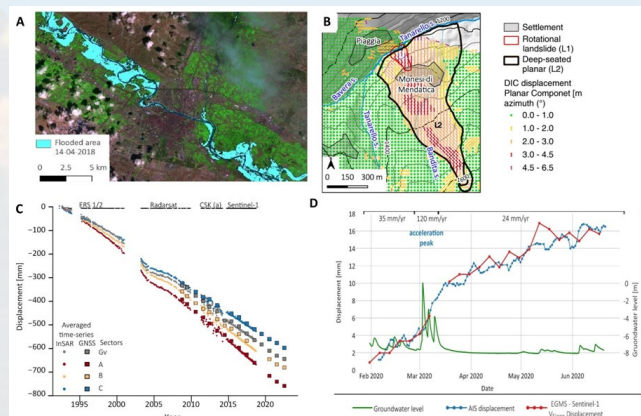 A
Flooded area
14-04-2018
0 2.5 5 km
B
Piaggia
Tanarello s.
1200
Bavera s.
Tanarello s.
Monesi di
Mendatica
L2
Bandita s.
0 150 300 m
Settlement
Rotational
landslide (L1)
Deep-seated
planar (L2)
DIC displacement
Planar Componet [m
azimuth (°)
0.0 - 1.0
1.0 - 2.0
2.0 - 3.0
3.0 - 4.5
4.5 - 6.5
C
ERS 1/2 Radarsat CSK (a) Sentinel-1
Displacement [mm]
0
-100
-200
-300
-400
-500
-600
-700
-800
Averaged
time-series
InSAR GNSS Sectors
Gv
A
B
C
1995 2000 2005 2010 2015 2020
D
35 mm/yr 120 mm/yr 24 mm/yr
acceleration
peak
Displacement [mm]
18
16
14
12
10
8
6
4
2
0
Groundwater level [m]
0
-2
-4
-6
-8
Feb 2020 Mar 2020 Apr 2020 May 2020 Jun 2020
Date
Groundwater level AIS displacement EGMS - Sentinel-1
Displacement